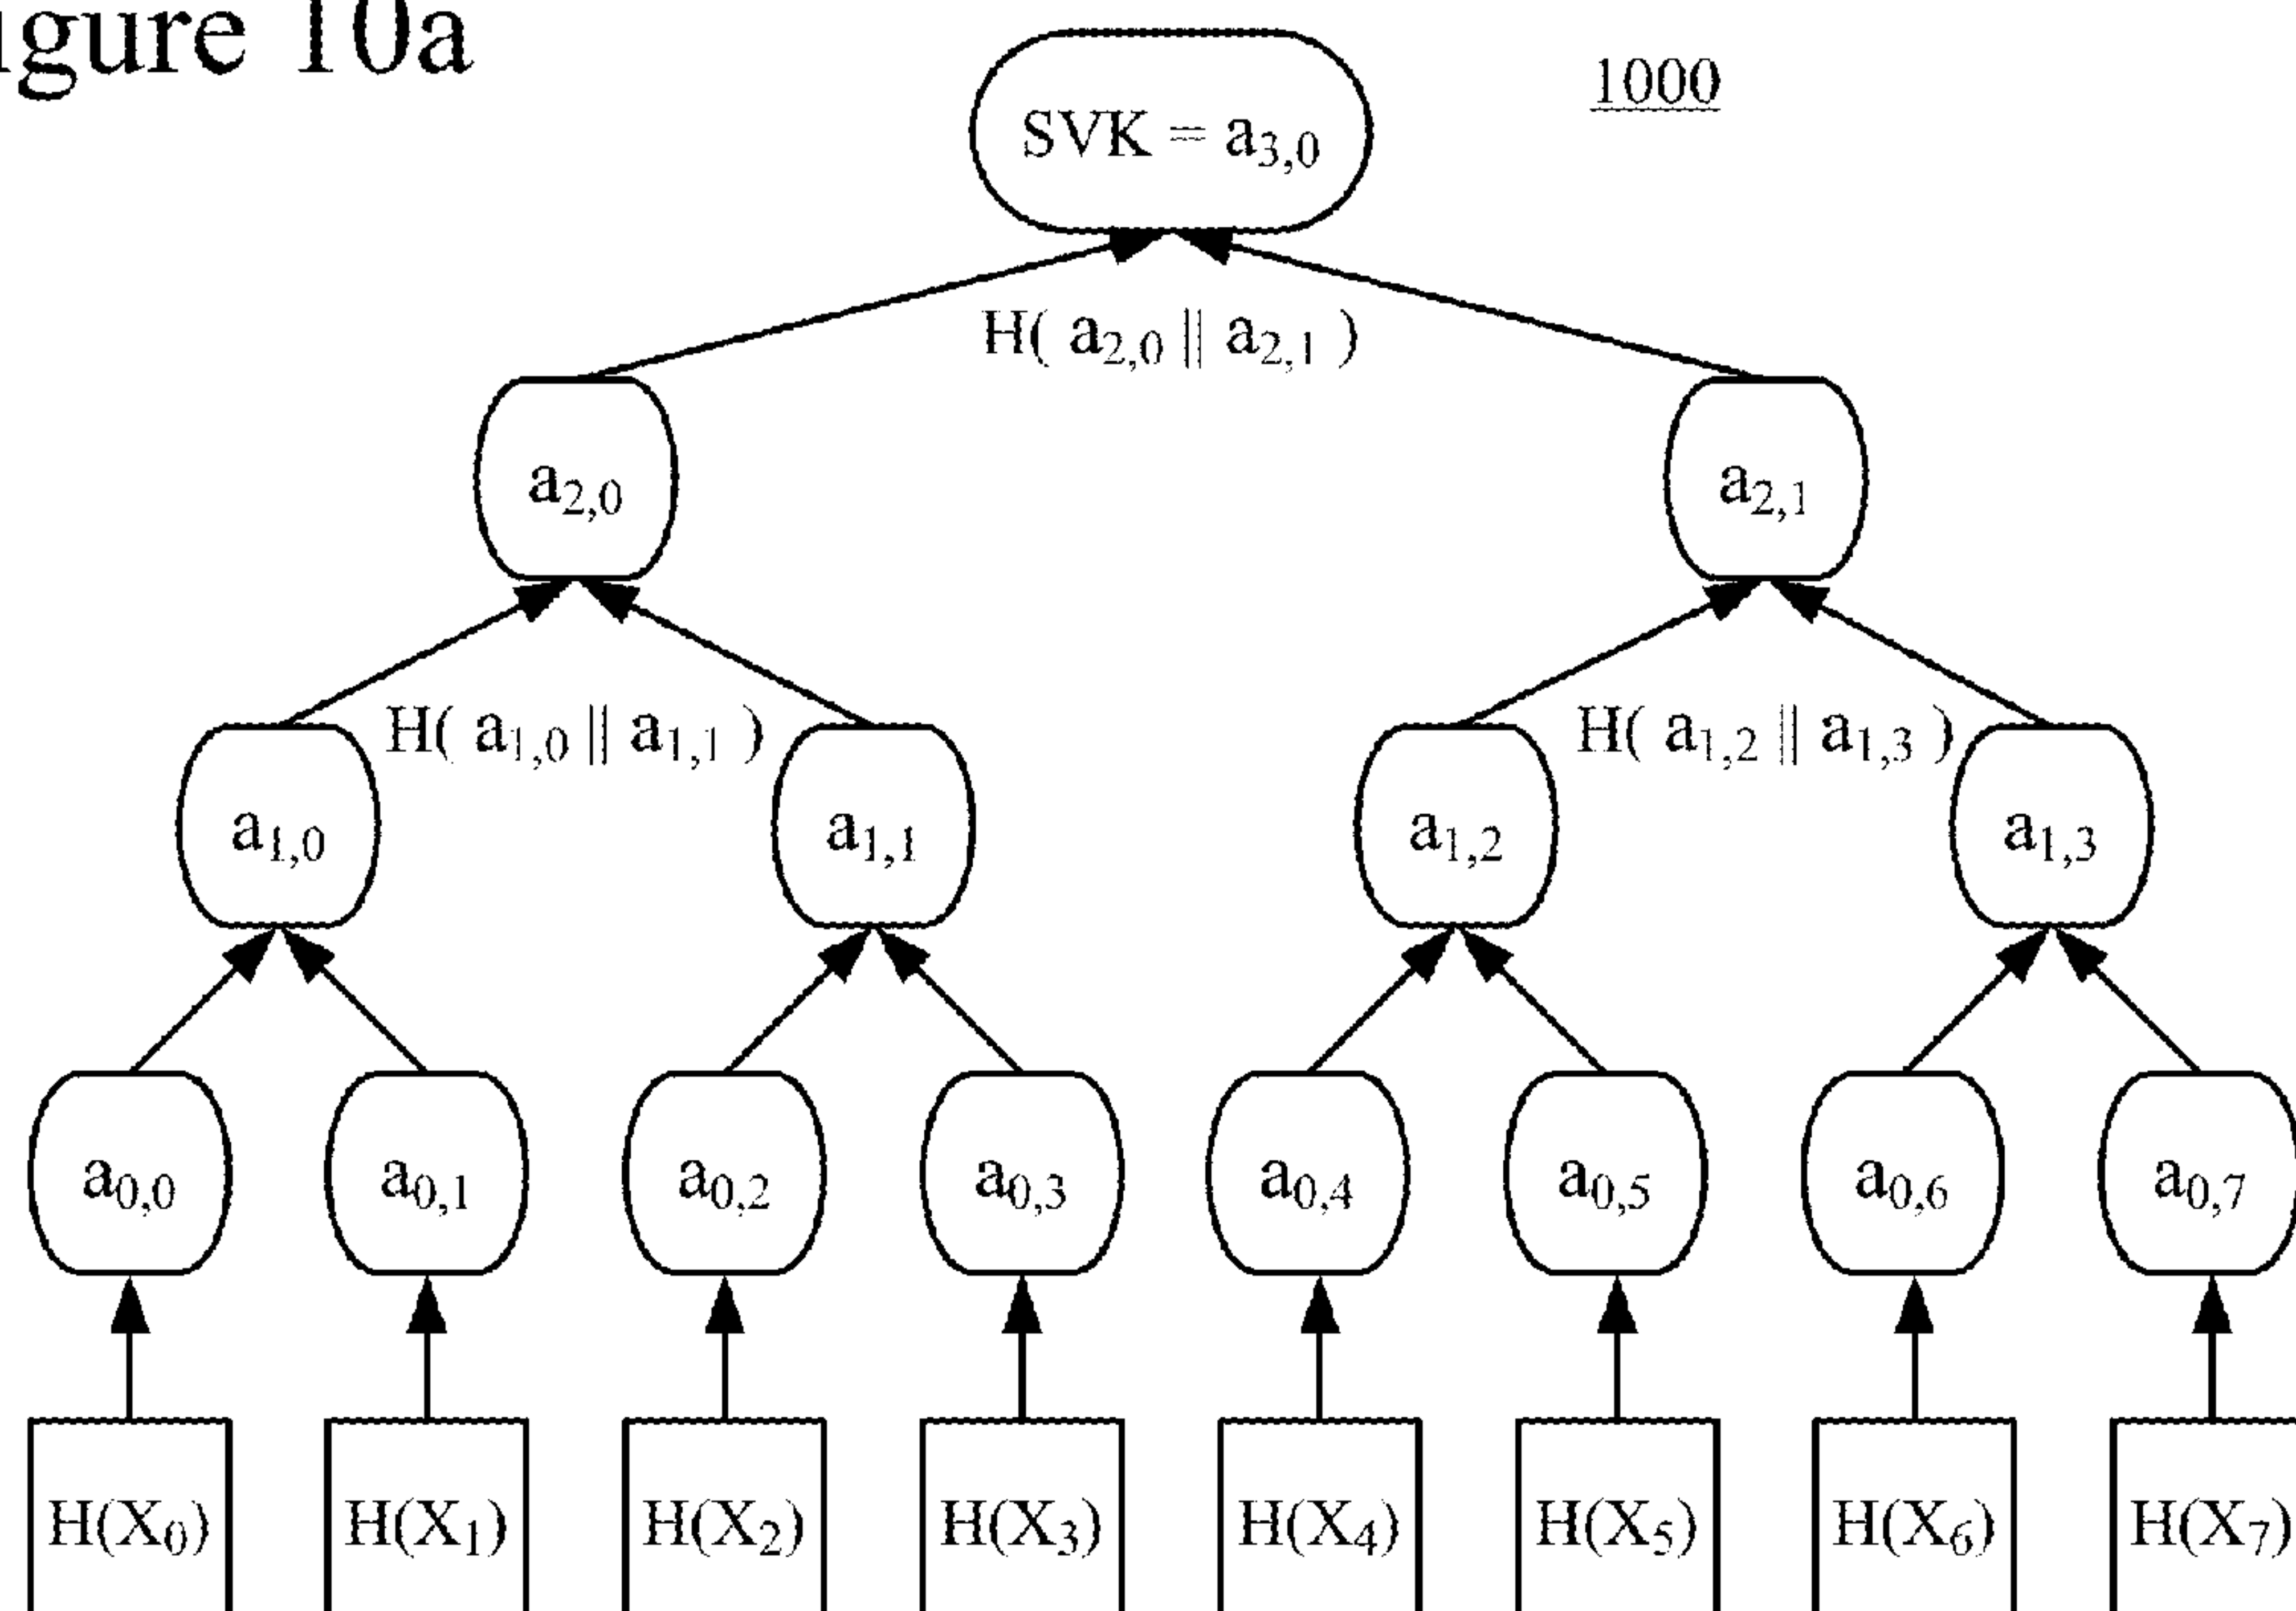 igure 10a
1000
SVK = a3,0
H( a2,0 || a2,1 )
a2,0
a2,1
H( a1,0 || a1,1 )
H( a1,2 || a1,3 )
a1,0
a1,1
a1,2
a1,3
a0,0
a0,1
a0,2
a0,3
a0,4
a0,5
a0,6
a0,7
H(X0)
H(X1)
H(X2)
H(X3)
H(X4)
H(X5)
H(X6)
H(X7)